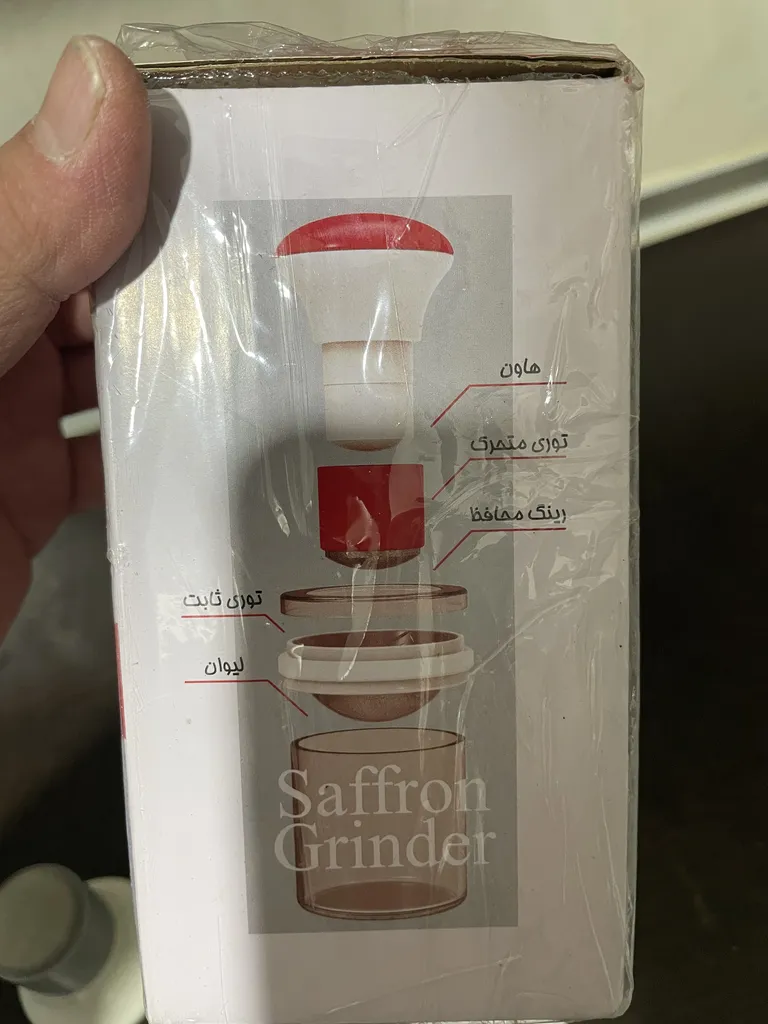 هاون
توری متحرک
رینگ محافظ
توری ثابت
لیوان
Saffron
Grinder